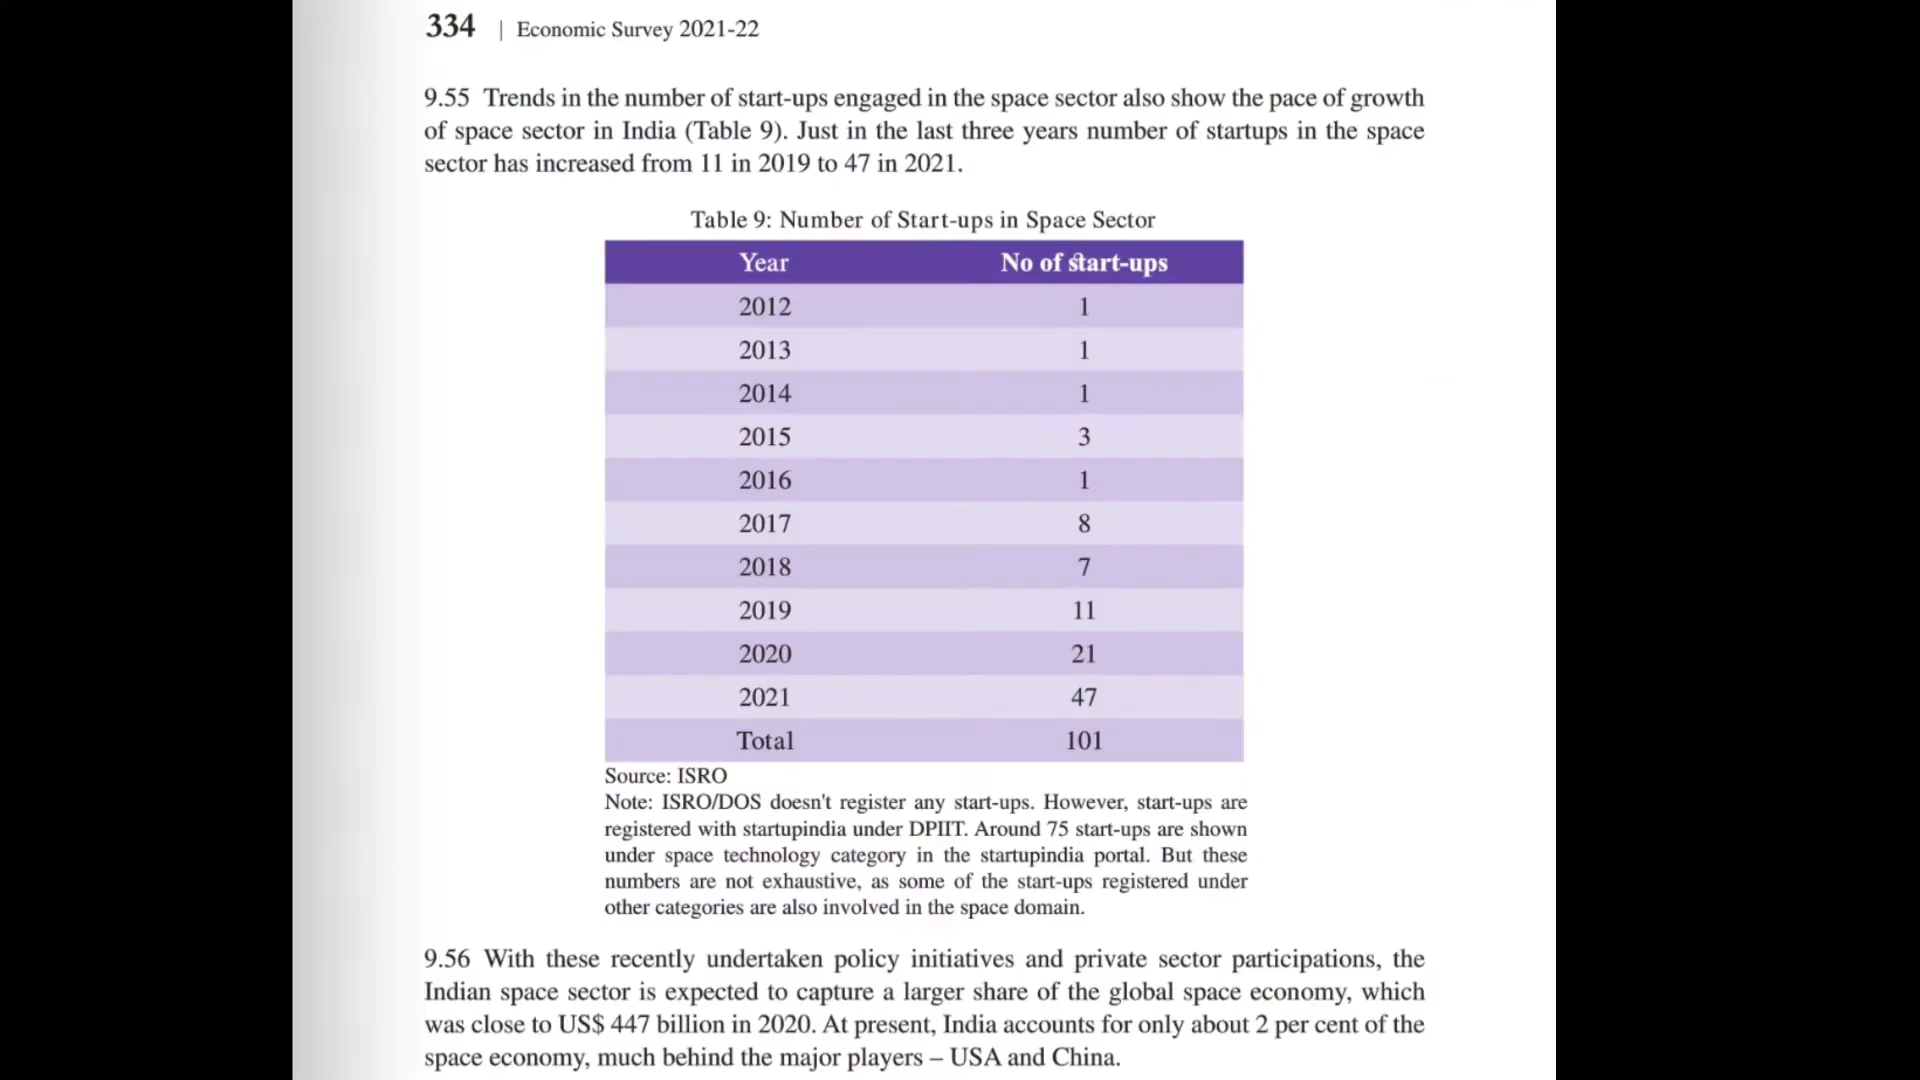 334 | Economic Survey 2021-22
9.55 Trends in the number of start-ups engaged in the space sector also show the pace of growth
of space sector in India (Table 9). Just in the last three years number of startups in the space
sector has increased from 11 in 2019 to 47 in 2021.
Table 9: Number of Start-ups in Space Sector
Year No of start-ups
2012 1
2013 1
2014 1
2015 3
2016 1
2017 8
2018 7
2019 11
2020 21
2021 47
Total 101
Source: ISRO
Note: ISRO/DOS doesn't register any start-ups. However, start-ups are
registered with startupindia under DPIIT. Around 75 start-ups are shown
under space technology category in the startupindia portal. But these
numbers are not exhaustive, as some of the start-ups registered under
other categories are also involved in the space domain.
9.56 With these recently undertaken policy initiatives and private sector participations, the
Indian space sector is expected to capture a larger share of the global space economy, which
was close to US$ 447 billion in 2020. At present, India accounts for only about 2 per cent of the
space economy, much behind the major players – USA and China.